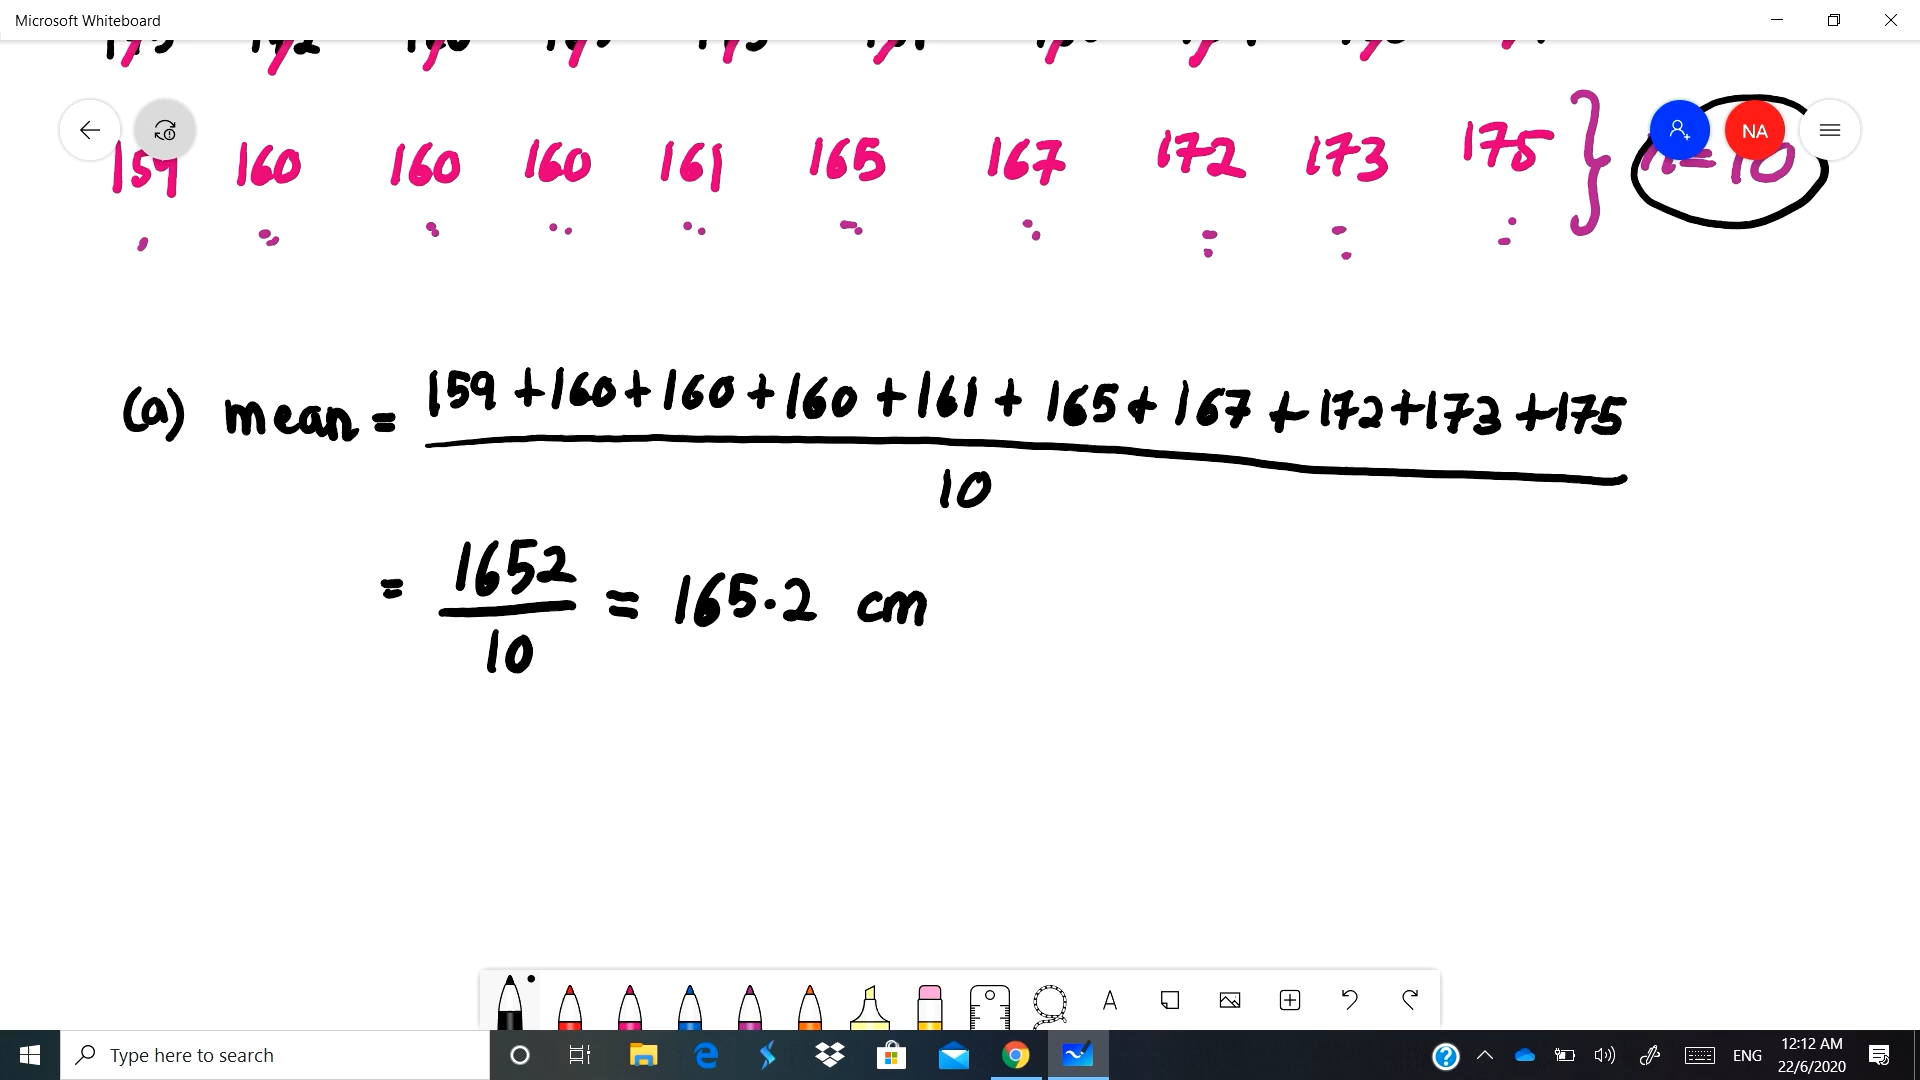 Microsoft Whiteboard
159 160 160 160 161 165 167 172 173 175 } n=10
NA
(a) mean = 159 +160+160+160+161+ 165+ 167 +172+173 +175
10
= 1652 = 165.2 cm
10
A
Type here to search
ENG
12:12 AM
22/6/2020